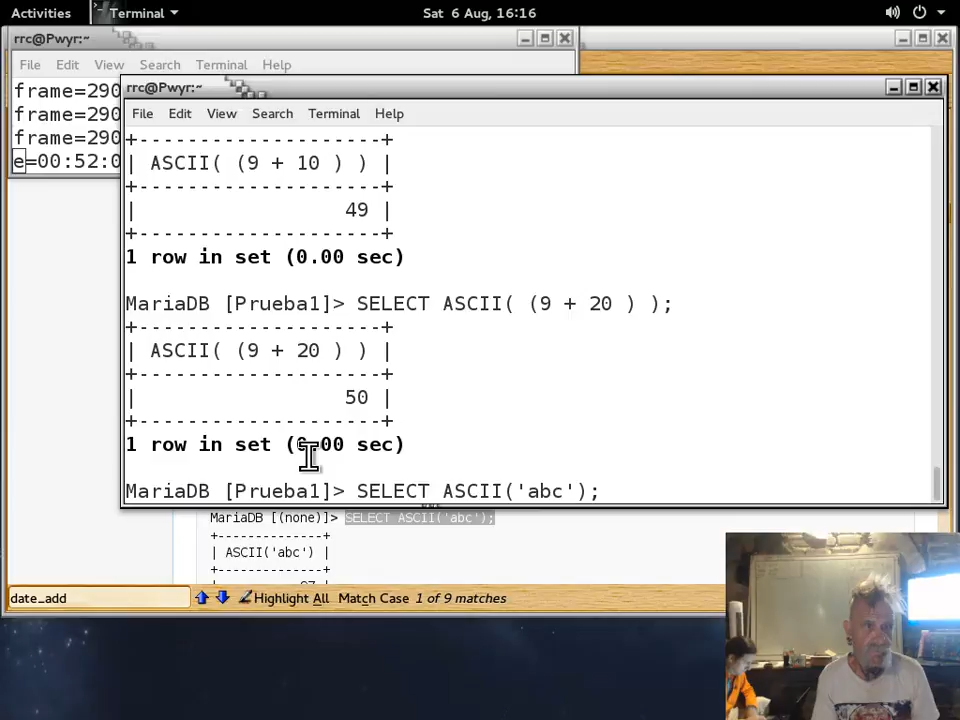 Activities Terminal Sat 6 Aug, 16:16
rrc@Pwyr:~
File Edit View Search Terminal Help
frame=290
frame=290
frame=290
e=00:52:0
rrc@Pwyr:~
File Edit View Search Terminal Help
+--------------------+
| ASCII( (9 + 10 ) ) |
+--------------------+
| 49 |
+--------------------+
1 row in set (0.00 sec)
MariaDB [Prueba1]> SELECT ASCII( (9 + 20 ) );
+--------------------+
| ASCII( (9 + 20 ) ) |
+--------------------+
| 50 |
+--------------------+
1 row in set (0.00 sec)
MariaDB [Prueba1]> SELECT ASCII('abc');
MariaDB [(none)]> SELECT ASCII('abc');
+--------------+
| ASCII('abc') |
+--------------+
date_add Highlight All Match Case 1 of 9 matches